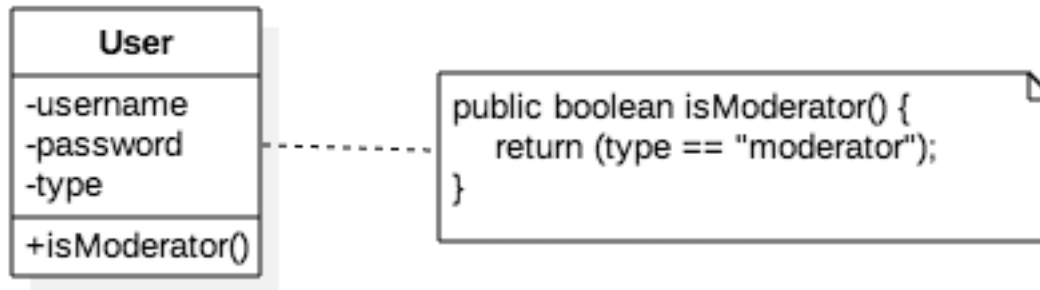 User
-username
-password
-type
+isModerator()
public boolean isModerator() {
return (type == "moderator");
}